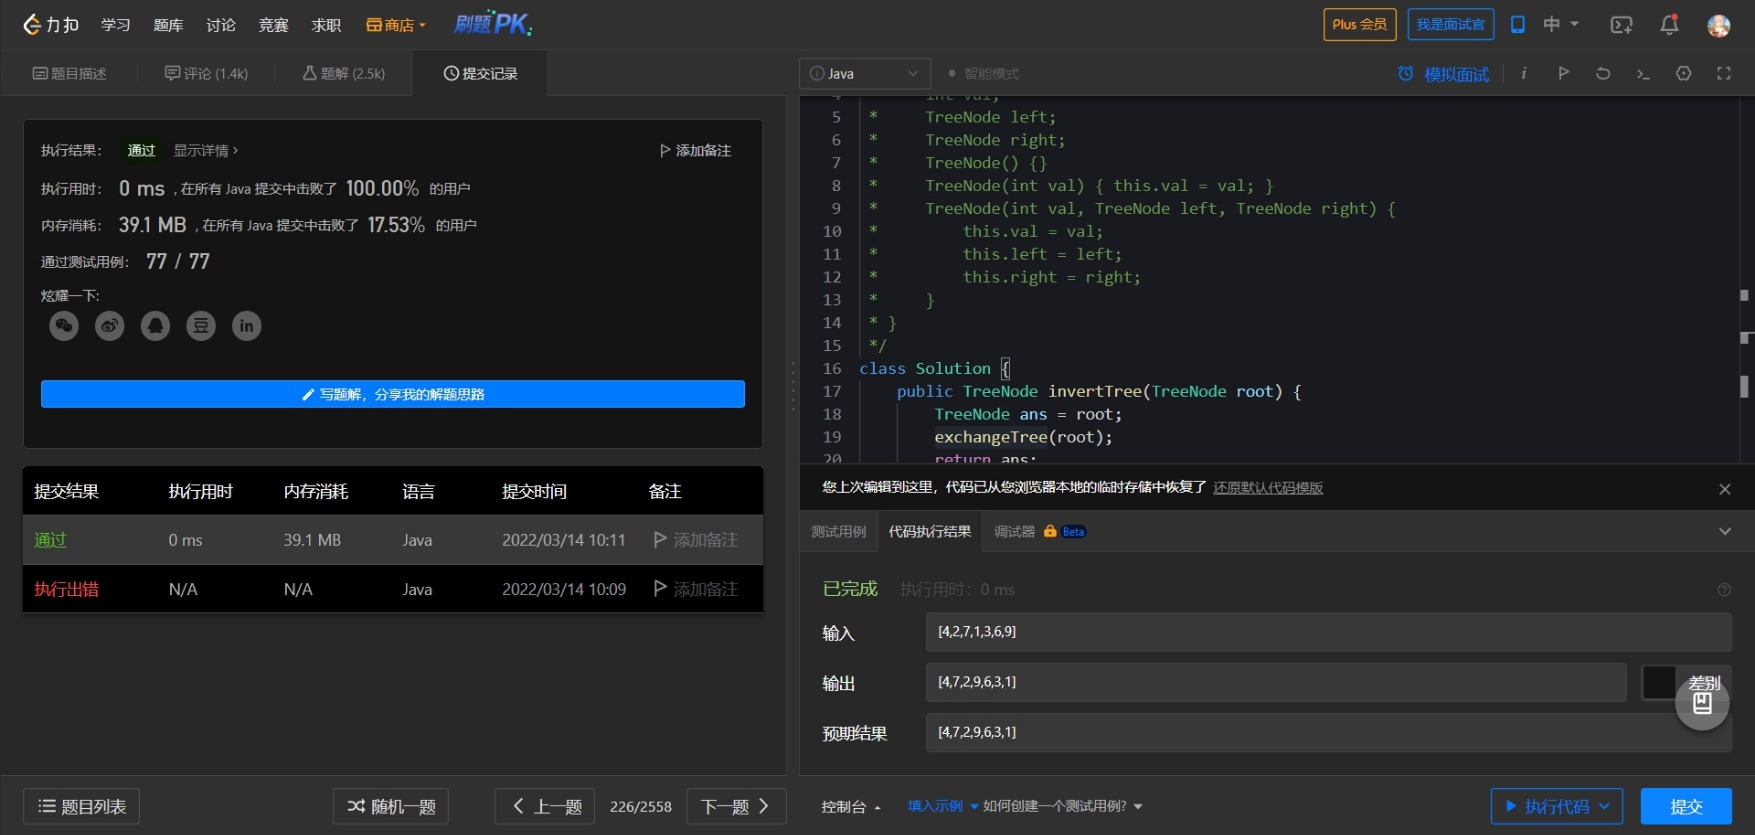 力扣 学习 题库 讨论 竞赛 求职 商店 刷题PK Plus 会员 我是面试官 中
题目描述 评论 (1.4k) 题解 (2.5k) 提交记录
执行结果： 通过 显示详情 › 添加备注
执行用时： 0 ms , 在所有 Java 提交中击败了 100.00% 的用户
内存消耗： 39.1 MB , 在所有 Java 提交中击败了 17.53% 的用户
通过测试用例： 77 / 77
炫耀一下:
豆 in
写题解，分享我的解题思路
提交结果 执行用时 内存消耗 语言 提交时间 备注
通过 0 ms 39.1 MB Java 2022/03/14 10:11 添加备注
执行出错 N/A N/A Java 2022/03/14 10:09 添加备注
题目列表 随机一题 上一题 226/2558 下一题
Java 智能模式 模拟面试 i
4 int val;
5 * TreeNode left;
6 * TreeNode right;
7 * TreeNode() {}
8 * TreeNode(int val) { this.val = val; }
9 * TreeNode(int val, TreeNode left, TreeNode right) {
10 * this.val = val;
11 * this.left = left;
12 * this.right = right;
13 * }
14 * }
15 */
16 class Solution {
17 public TreeNode invertTree(TreeNode root) {
18 TreeNode ans = root;
19 exchangeTree(root);
20 return ans;
您上次编辑到这里，代码已从您浏览器本地的临时存储中恢复了 还原默认代码模版
测试用例 代码执行结果 调试器 Beta
已完成 执行用时：0 ms
输入 [4,2,7,1,3,6,9]
输出 [4,7,2,9,6,3,1] 差别
预期结果 [4,7,2,9,6,3,1]
控制台 填入示例 如何创建一个测试用例? 执行代码 提交